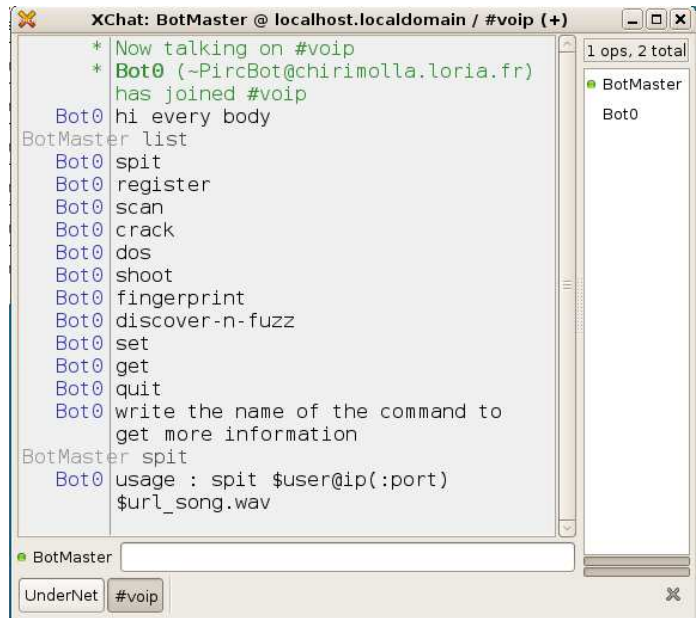 XChat: BotMaster @ localhost.localdomain / #voip (+)
* Now talking on #voip
* Bot0 (~PircBot@chirimolla.loria.fr)
has joined #voip
Bot0 hi every body
BotMaster list
Bot0 spit
Bot0 register
Bot0 scan
Bot0 crack
Bot0 dos
Bot0 shoot
Bot0 fingerprint
Bot0 discover-n-fuzz
Bot0 set
Bot0 get
Bot0 quit
Bot0 write the name of the command to
get more information
BotMaster spit
Bot0 usage : spit $user@ip(:port)
$url_song.wav
1 ops, 2 total
BotMaster
Bot0
BotMaster
UnderNet #voip